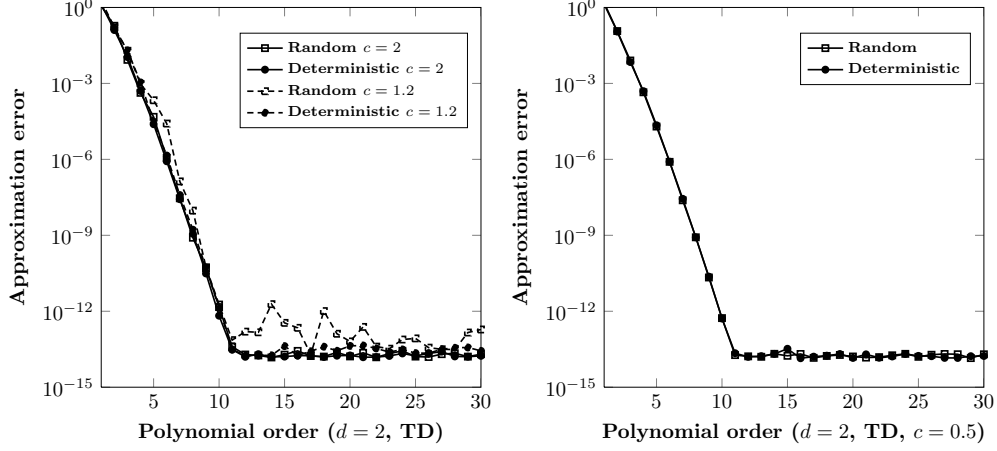 Approximation error
10^0
10^−3
10^−6
10^−9
10^−12
10^−15
Random c = 2
Deterministic c = 2
Random c = 1.2
Deterministic c = 1.2
5 10 15 20 25 30
Polynomial order (d = 2, TD)
Approximation error
10^0
10^−3
10^−6
10^−9
10^−12
10^−15
Random
Deterministic
5 10 15 20 25 30
Polynomial order (d = 2, TD, c = 0.5)